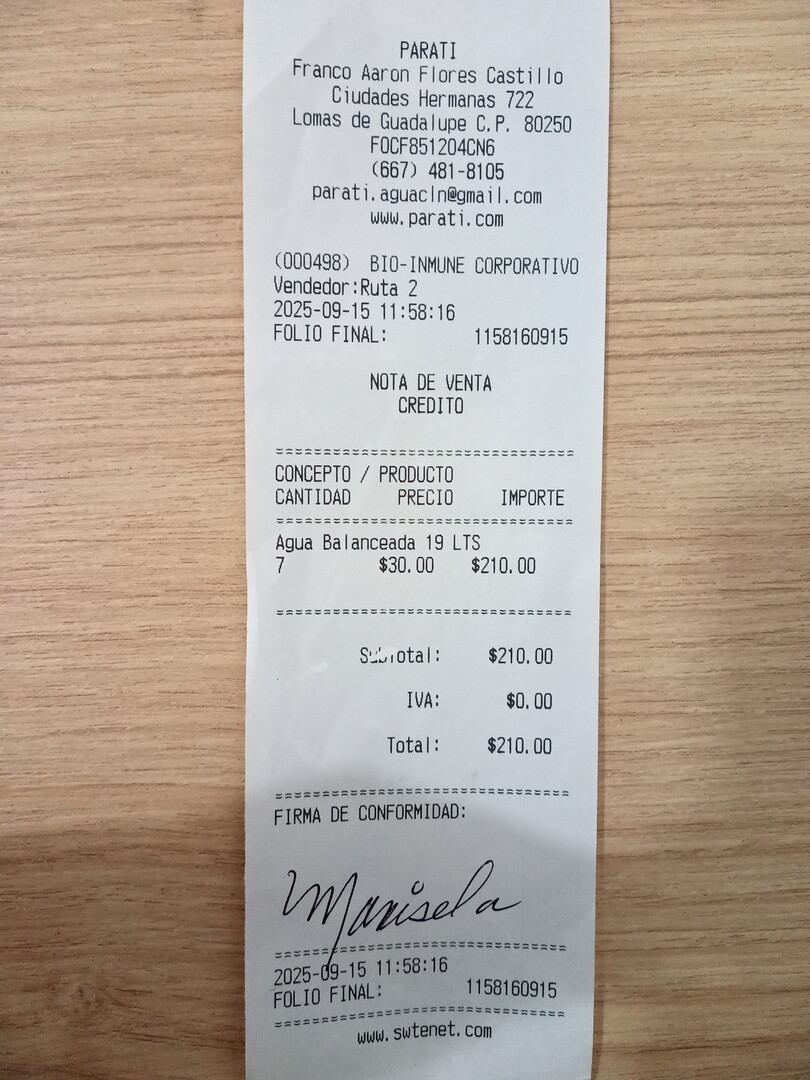 PARATI
Franco Aaron Flores Castillo
Ciudades Hermanas 722
Lomas de Guadalupe C.P. 80250
FOCF851204CN6
(667) 481-8105
parati.aguacln@gmail.com
www.parati.com
(000498) BIO-INMUNE CORPORATIVO
Vendedor:Ruta 2
2025-09-15 11:58:16
FOLIO FINAL: 1158160915
NOTA DE VENTA
CREDITO
==============================
CONCEPTO / PRODUCTO
CANTIDAD PRECIO IMPORTE
==============================
Agua Balanceada 19 LTS
7 $30.00 $210.00
==============================
Subtotal: $210.00
IVA: $0.00
Total: $210.00
==============================
FIRMA DE CONFORMIDAD:
Marisela
==============================
2025-09-15 11:58:16
FOLIO FINAL: 1158160915
==============================
www.swtenet.com